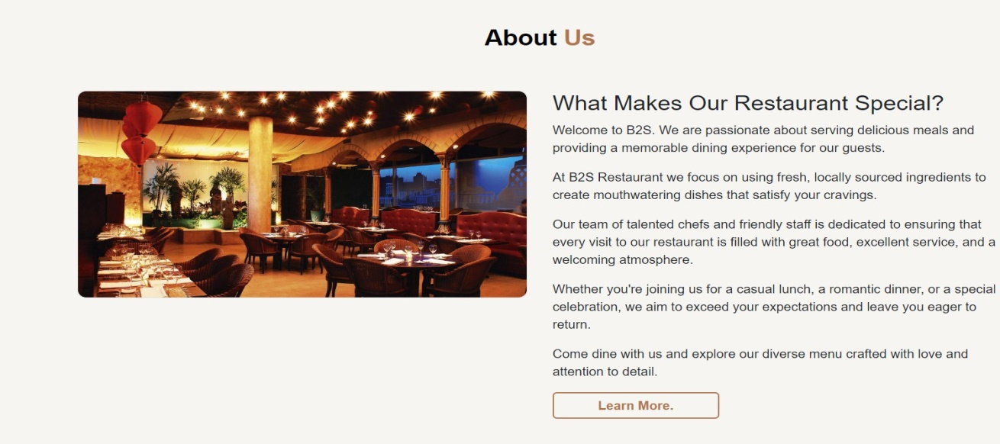 About Us
What Makes Our Restaurant Special?
Welcome to B2S. We are passionate about serving delicious meals and
providing a memorable dining experience for our guests.
At B2S Restaurant we focus on using fresh, locally sourced ingredients to
create mouthwatering dishes that satisfy your cravings.
Our team of talented chefs and friendly staff is dedicated to ensuring that
every visit to our restaurant is filled with great food, excellent service, and a
welcoming atmosphere.
Whether you're joining us for a casual lunch, a romantic dinner, or a special
celebration, we aim to exceed your expectations and leave you eager to
return.
Come dine with us and explore our diverse menu crafted with love and
attention to detail.
Learn More.